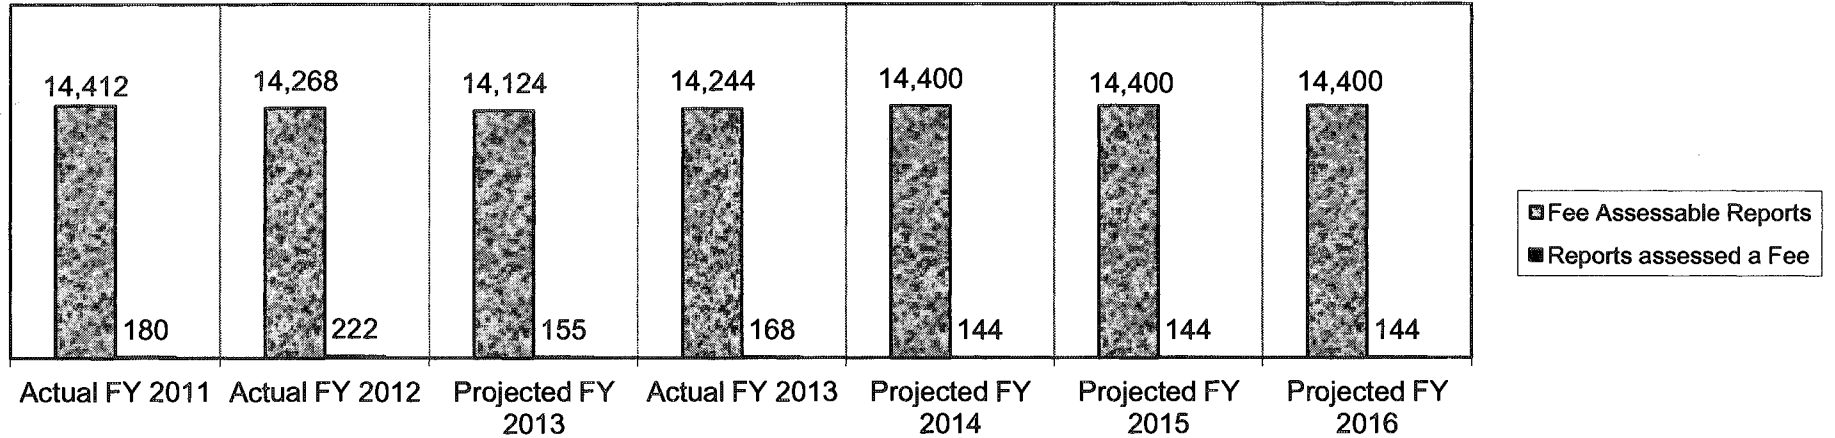 14,412
14,268
14,124
14,244
14,400
14,400
14,400
180
222
155
168
144
144
144
Actual FY 2011
Actual FY 2012
Projected FY
2013
Actual FY 2013
Projected FY
2014
Projected FY
2015
Projected FY
2016
Fee Assessable Reports
Reports assessed a Fee